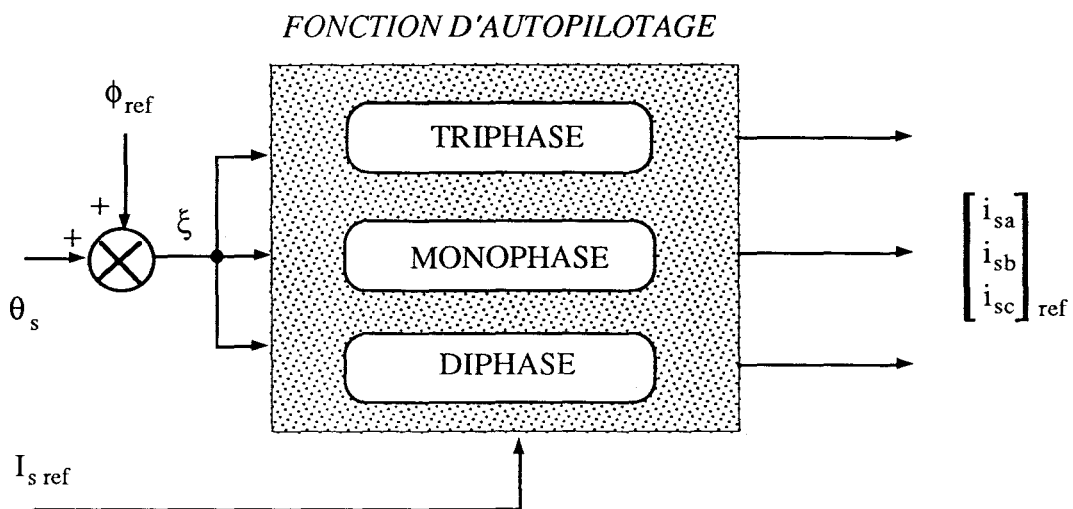 FONCTION D'AUTOPILOTAGE
ϕref
+
+
ξ
θs
TRIPHASE
MONOPHASE
DIPHASE
isa
isb
isc
ref
Is ref